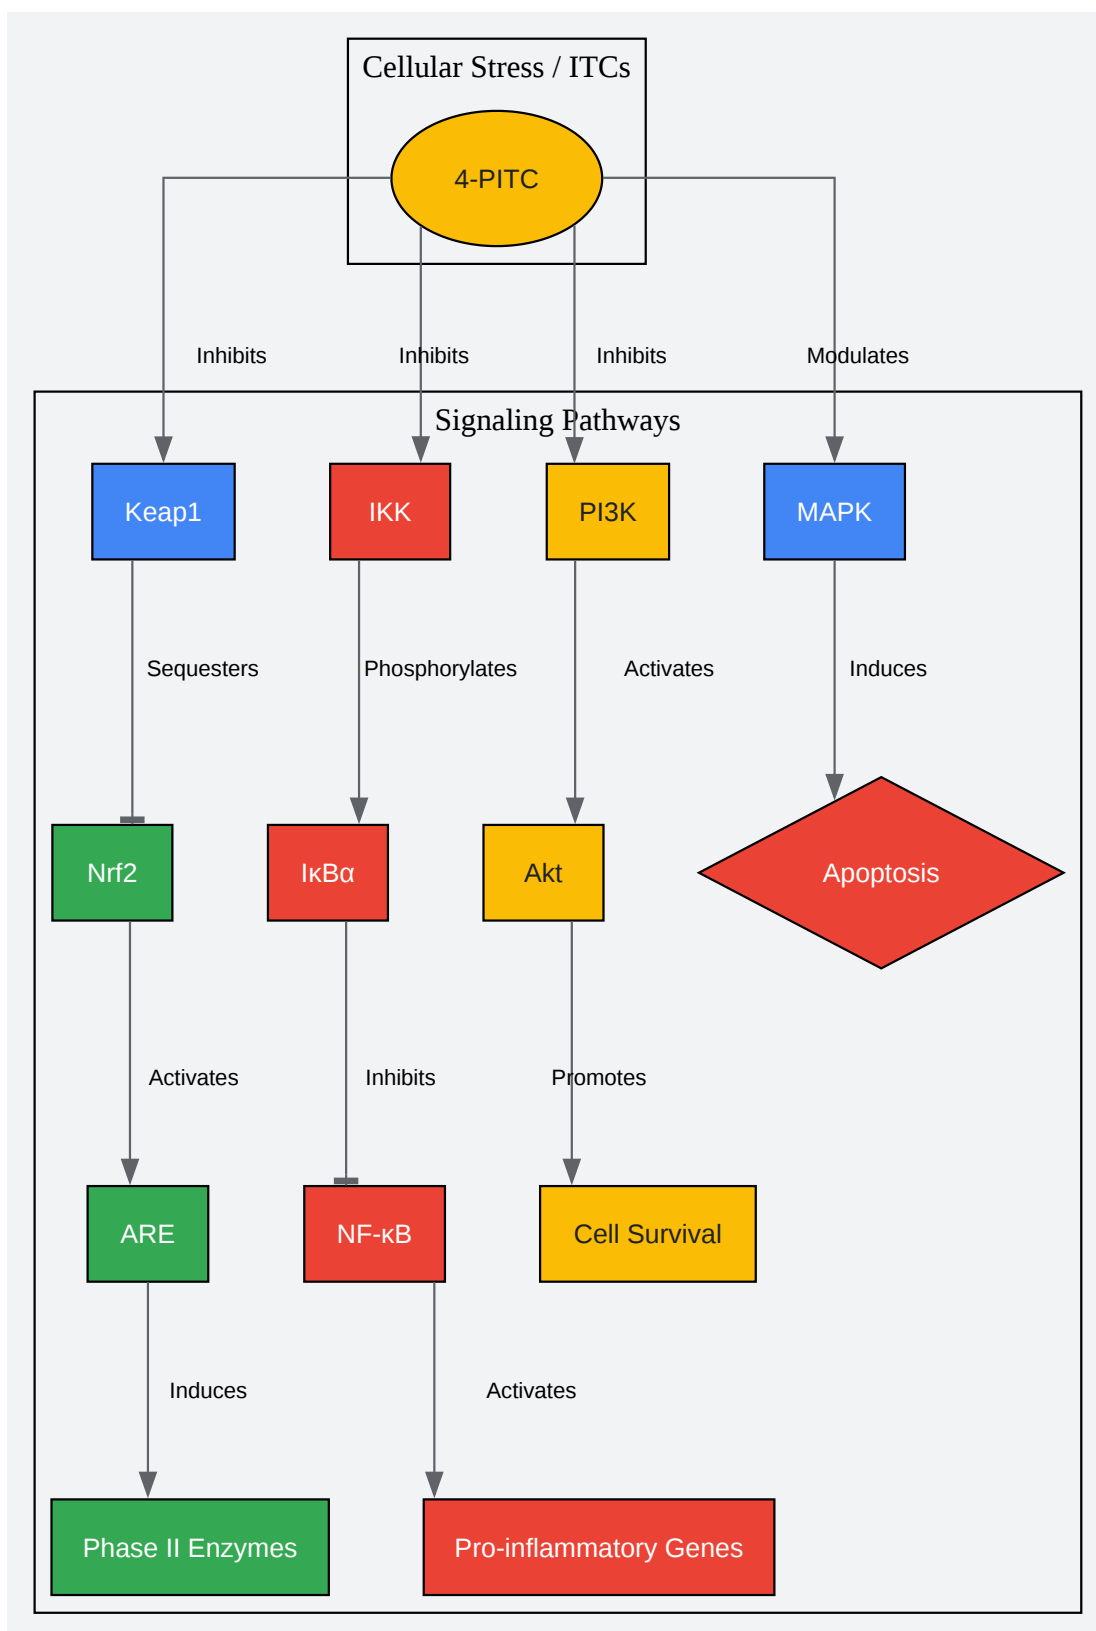 Cellular Stress / ITCs
4-PITC
Inhibits
Inhibits
Inhibits
Modulates
Signaling Pathways
Keap1
IKK
PI3K
MAPK
Sequesters
Phosphorylates
Activates
Induces
Nrf2
IκBα
Akt
Apoptosis
Activates
Inhibits
Promotes
ARE
NF-κB
Cell Survival
Induces
Activates
Phase II Enzymes
Pro-inflammatory Genes